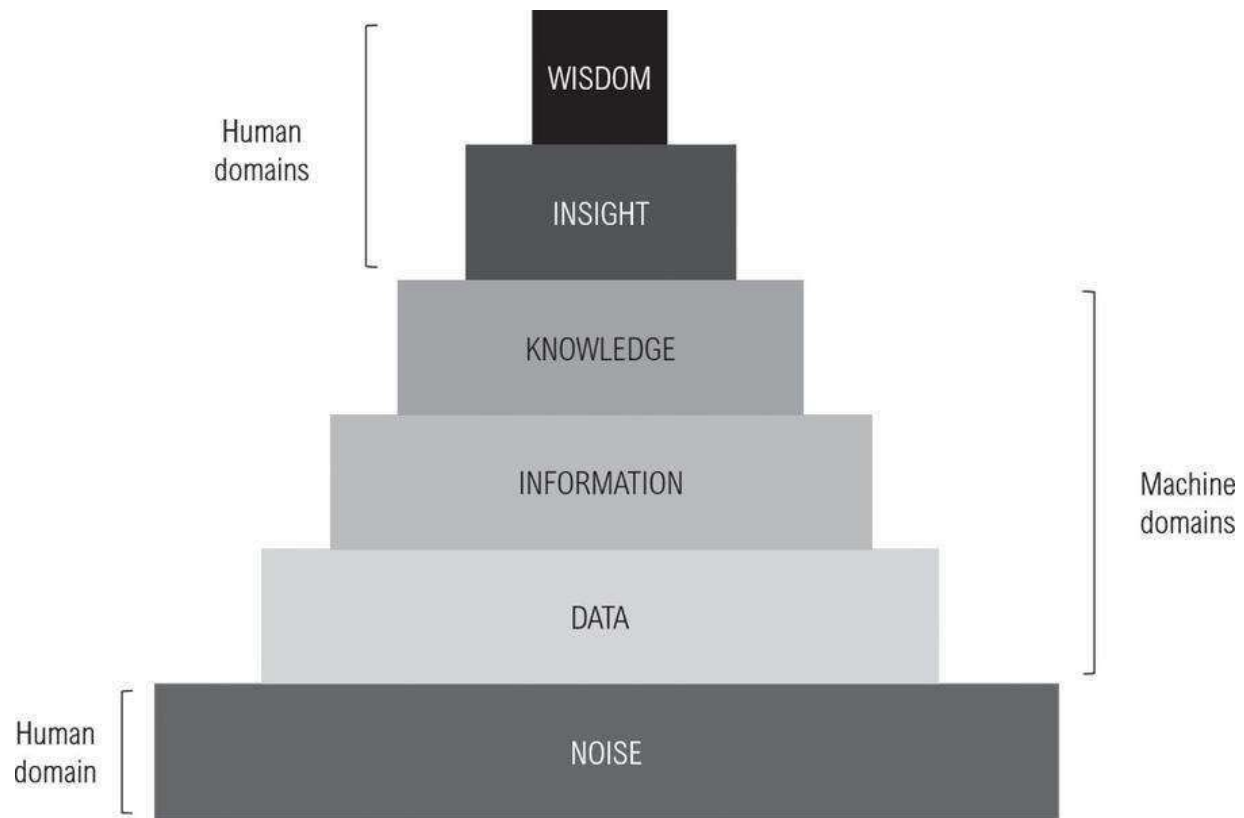 WISDOM
Human
domains
INSIGHT
KNOWLEDGE
INFORMATION
Machine
domains
DATA
Human
domain
NOISE